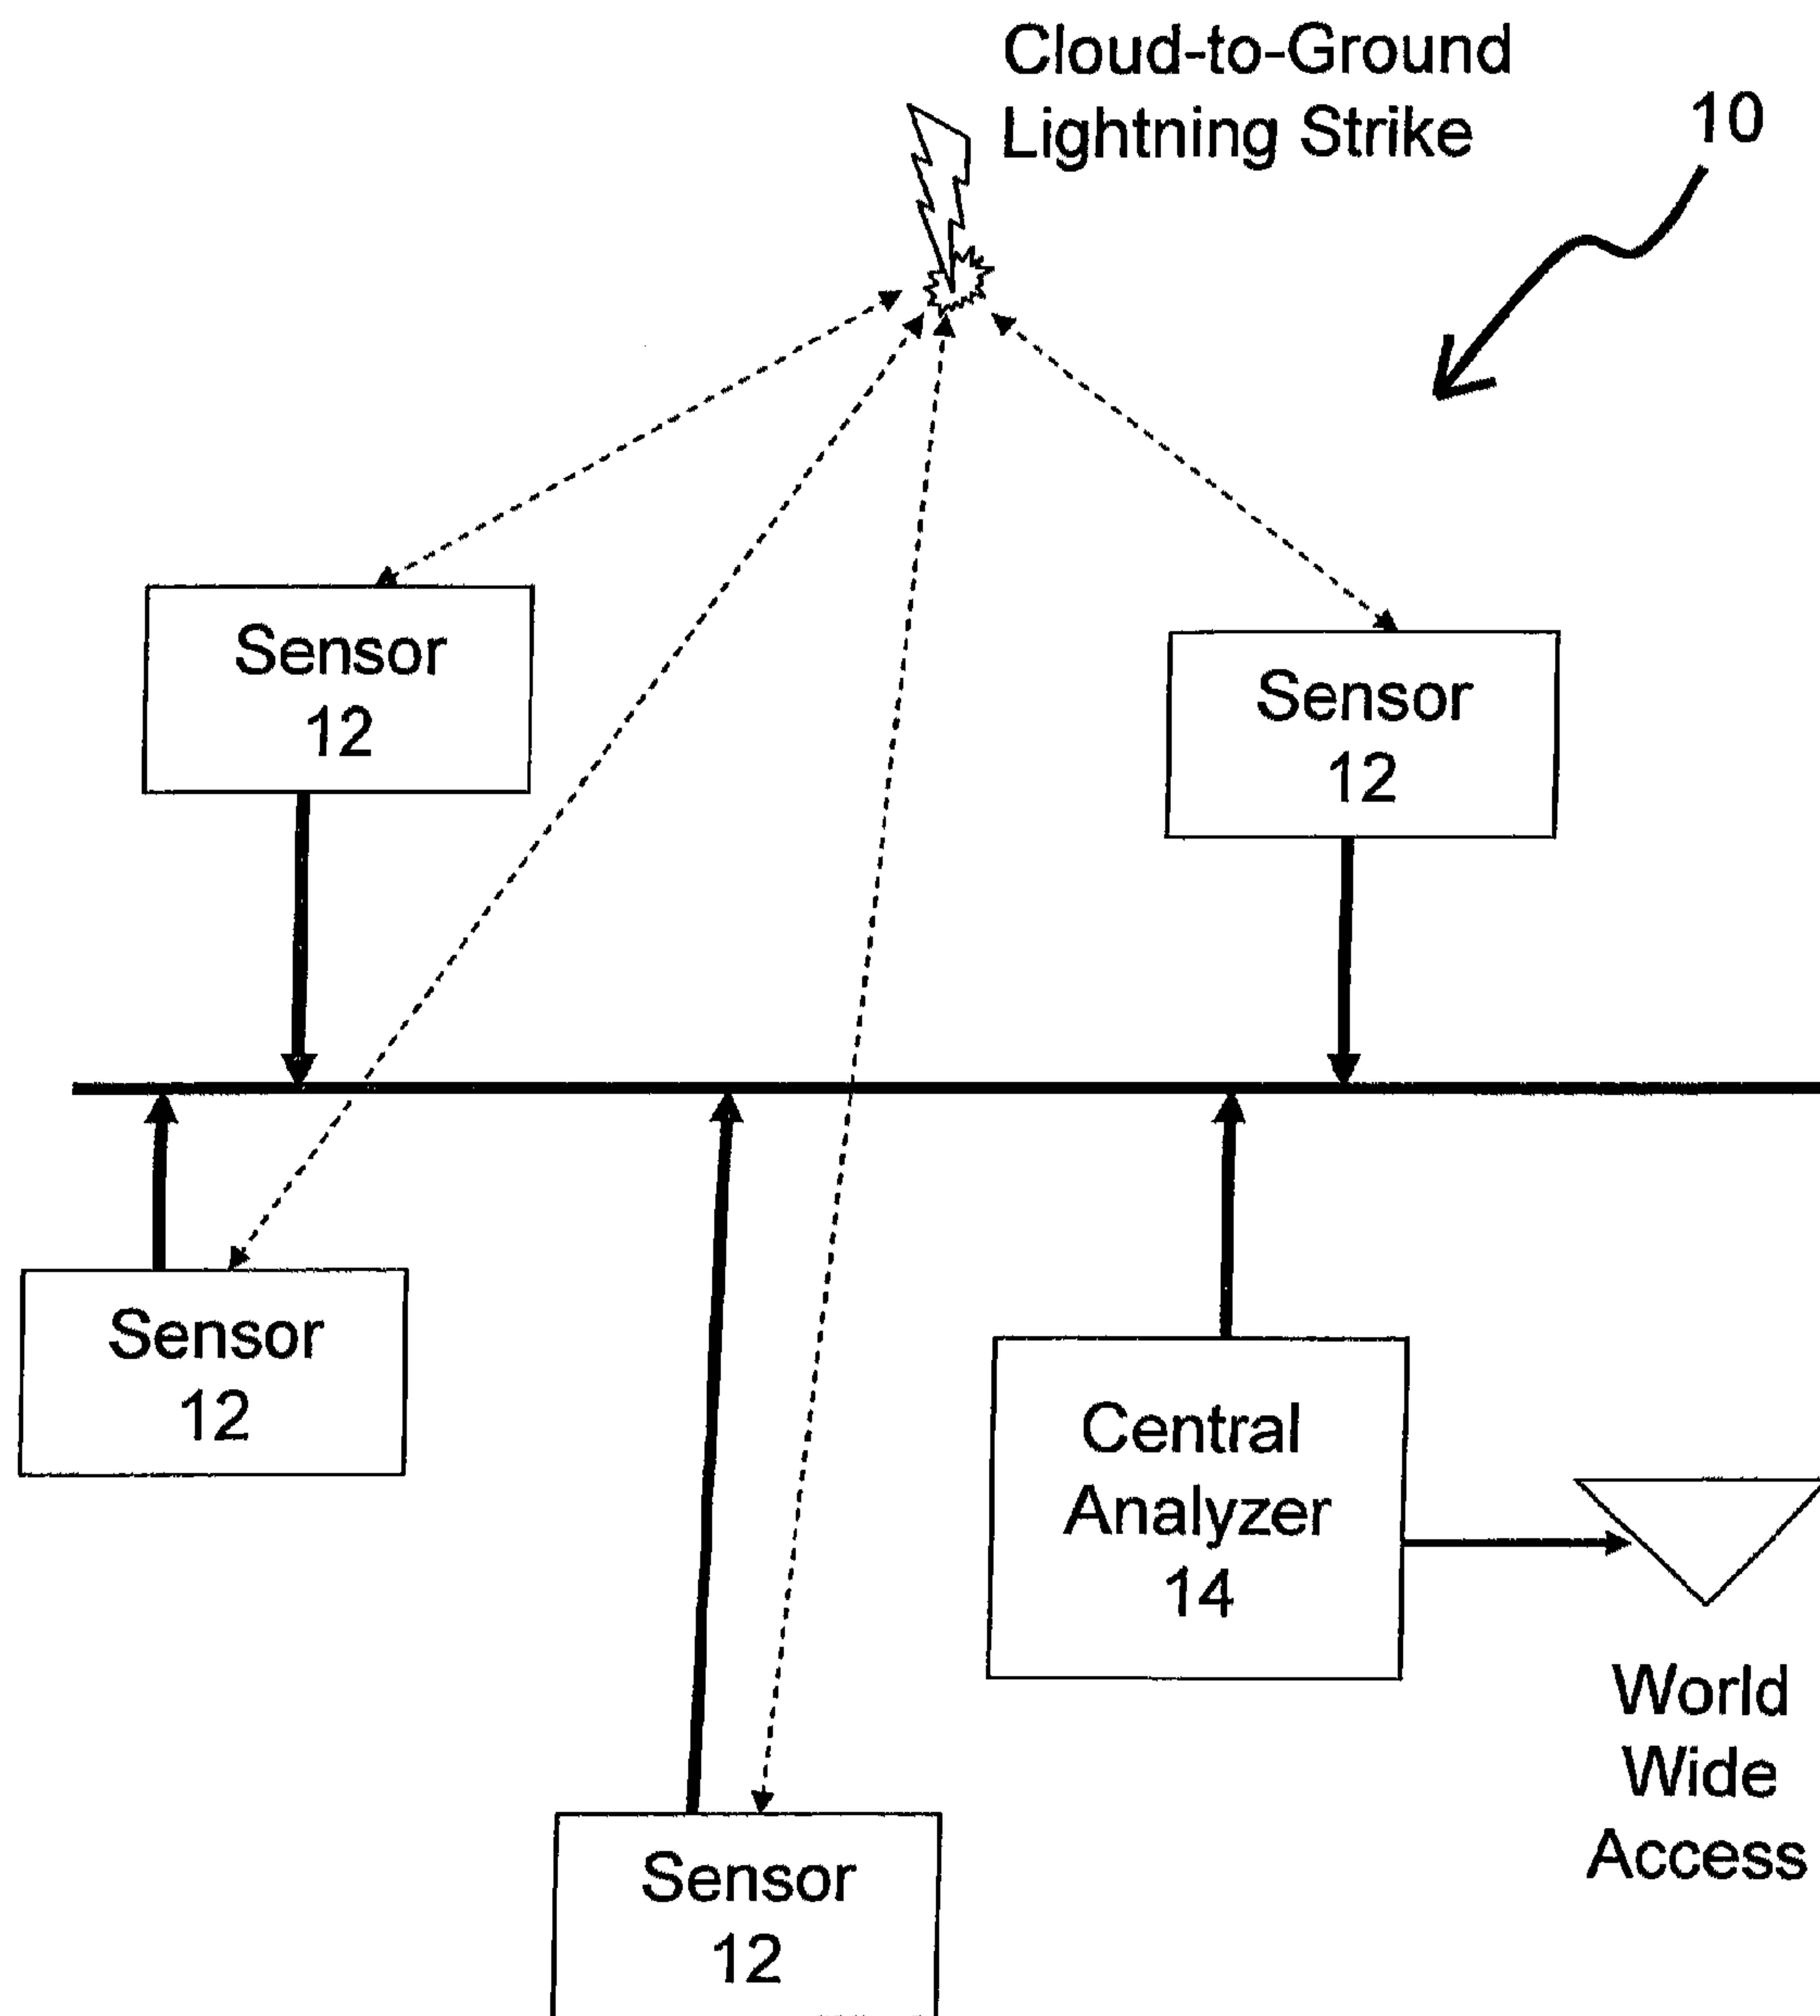 Cloud-to-Ground
Lightning Strike
10
Sensor
12
Sensor
12
Sensor
12
Central
Analyzer
14
World
Wide
Access
Sensor
12